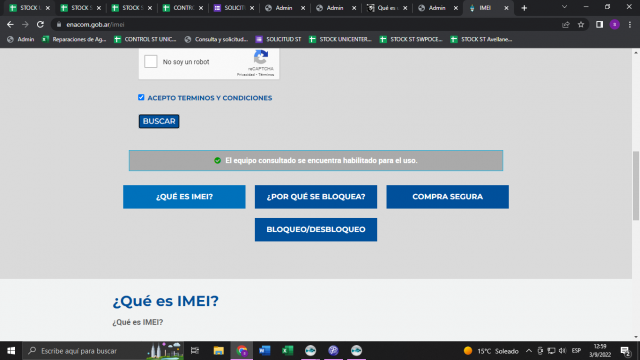 STOCK S
STOCK S
STOCK S
CONTRO
SOLICITU
Admin
Admin
Qué es
Admin
IMEI
enacom.gob.ar/imei
Admin
Reparaciones de Ag...
CONTROL ST UNIC...
Consulta y solicitud...
SOLICITUD ST
STOCK UNICENTER...
STOCK ST SWPOCE...
STOCK ST Avellane...
No soy un robot
reCAPTCHA
Privacidad - Términos
ACEPTO TERMINOS Y CONDICIONES
BUSCAR
El equipo consultado se encuentra habilitado para el uso.
¿QUÉ ES IMEI?
¿POR QUÉ SE BLOQUEA?
COMPRA SEGURA
BLOQUEO/DESBLOQUEO
¿Qué es IMEI?
¿Qué es IMEI?
Escribe aquí para buscar
15°C Soleado
ESP
12:59
3/9/2022